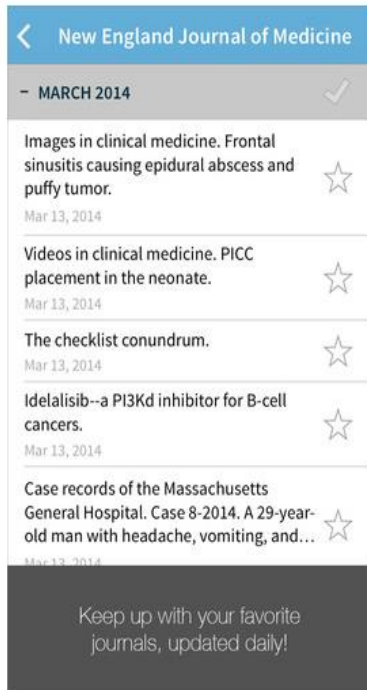 New England Journal of Medicine
– MARCH 2014
Images in clinical medicine. Frontal
sinusitis causing epidural abscess and
puffy tumor.
Mar 13, 2014
Videos in clinical medicine. PICC
placement in the neonate.
Mar 13, 2014
The checklist conundrum.
Mar 13, 2014
Idelalisib--a PI3Kd inhibitor for B-cell
cancers.
Mar 13, 2014
Case records of the Massachusetts
General Hospital. Case 8-2014. A 29-year-
old man with headache, vomiting, and...
Mar 13, 2014
Keep up with your favorite
journals, updated daily!